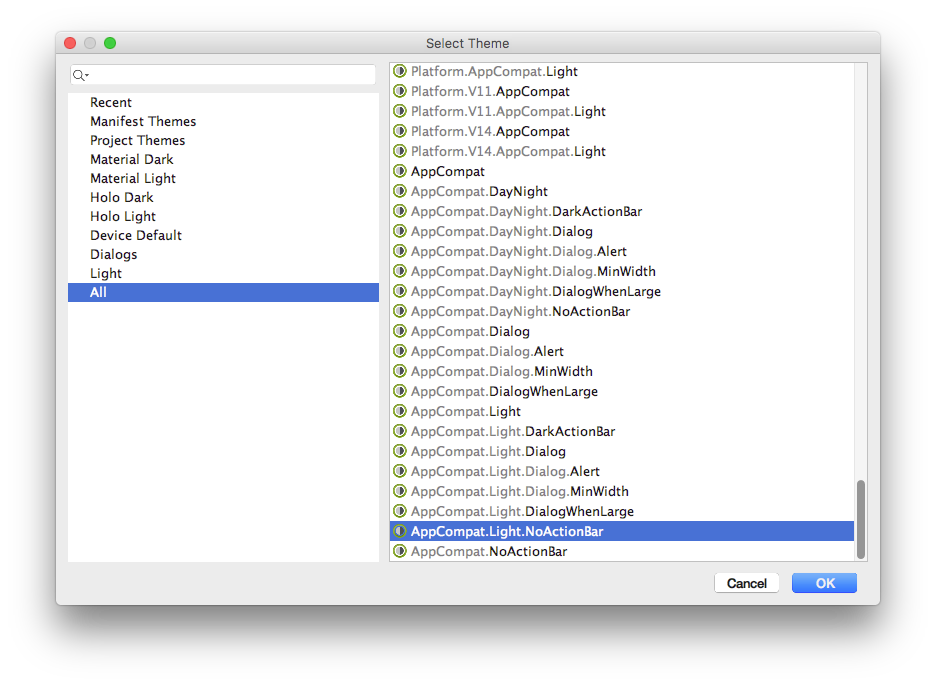 Select Theme
Recent
Manifest Themes
Project Themes
Material Dark
Material Light
Holo Dark
Holo Light
Device Default
Dialogs
Light
All
Platform.AppCompat.Light
Platform.V11.AppCompat
Platform.V11.AppCompat.Light
Platform.V14.AppCompat
Platform.V14.AppCompat.Light
AppCompat
AppCompat.DayNight
AppCompat.DayNight.DarkActionBar
AppCompat.DayNight.Dialog
AppCompat.DayNight.Dialog.Alert
AppCompat.DayNight.Dialog.MinWidth
AppCompat.DayNight.DialogWhenLarge
AppCompat.DayNight.NoActionBar
AppCompat.Dialog
AppCompat.Dialog.Alert
AppCompat.Dialog.MinWidth
AppCompat.DialogWhenLarge
AppCompat.Light
AppCompat.Light.DarkActionBar
AppCompat.Light.Dialog
AppCompat.Light.Dialog.Alert
AppCompat.Light.Dialog.MinWidth
AppCompat.Light.DialogWhenLarge
AppCompat.Light.NoActionBar
AppCompat.NoActionBar
Cancel
OK